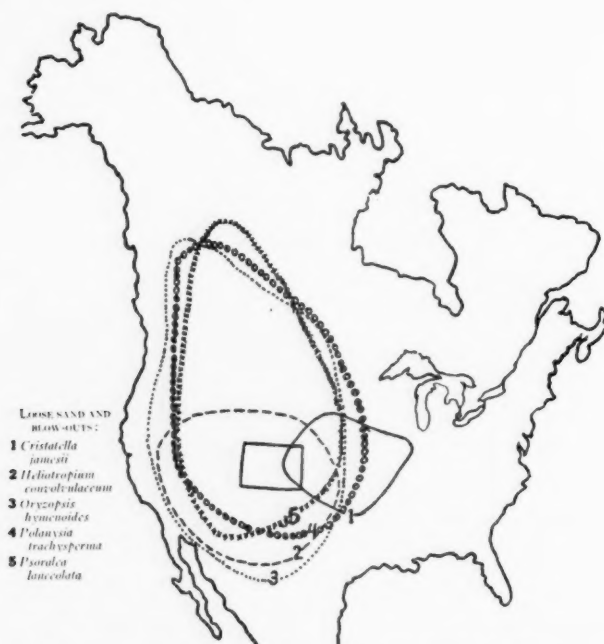 LOOSE SAND AND
BLOW-OUTS:
1 Cristatella
jamesii
2 Heliotropium
convolvulaceum
3 Oryzopsis
hymenoides
4 Polanysia
trachysperma
5 Psoralea
lanceolata
5
4
1
2
3